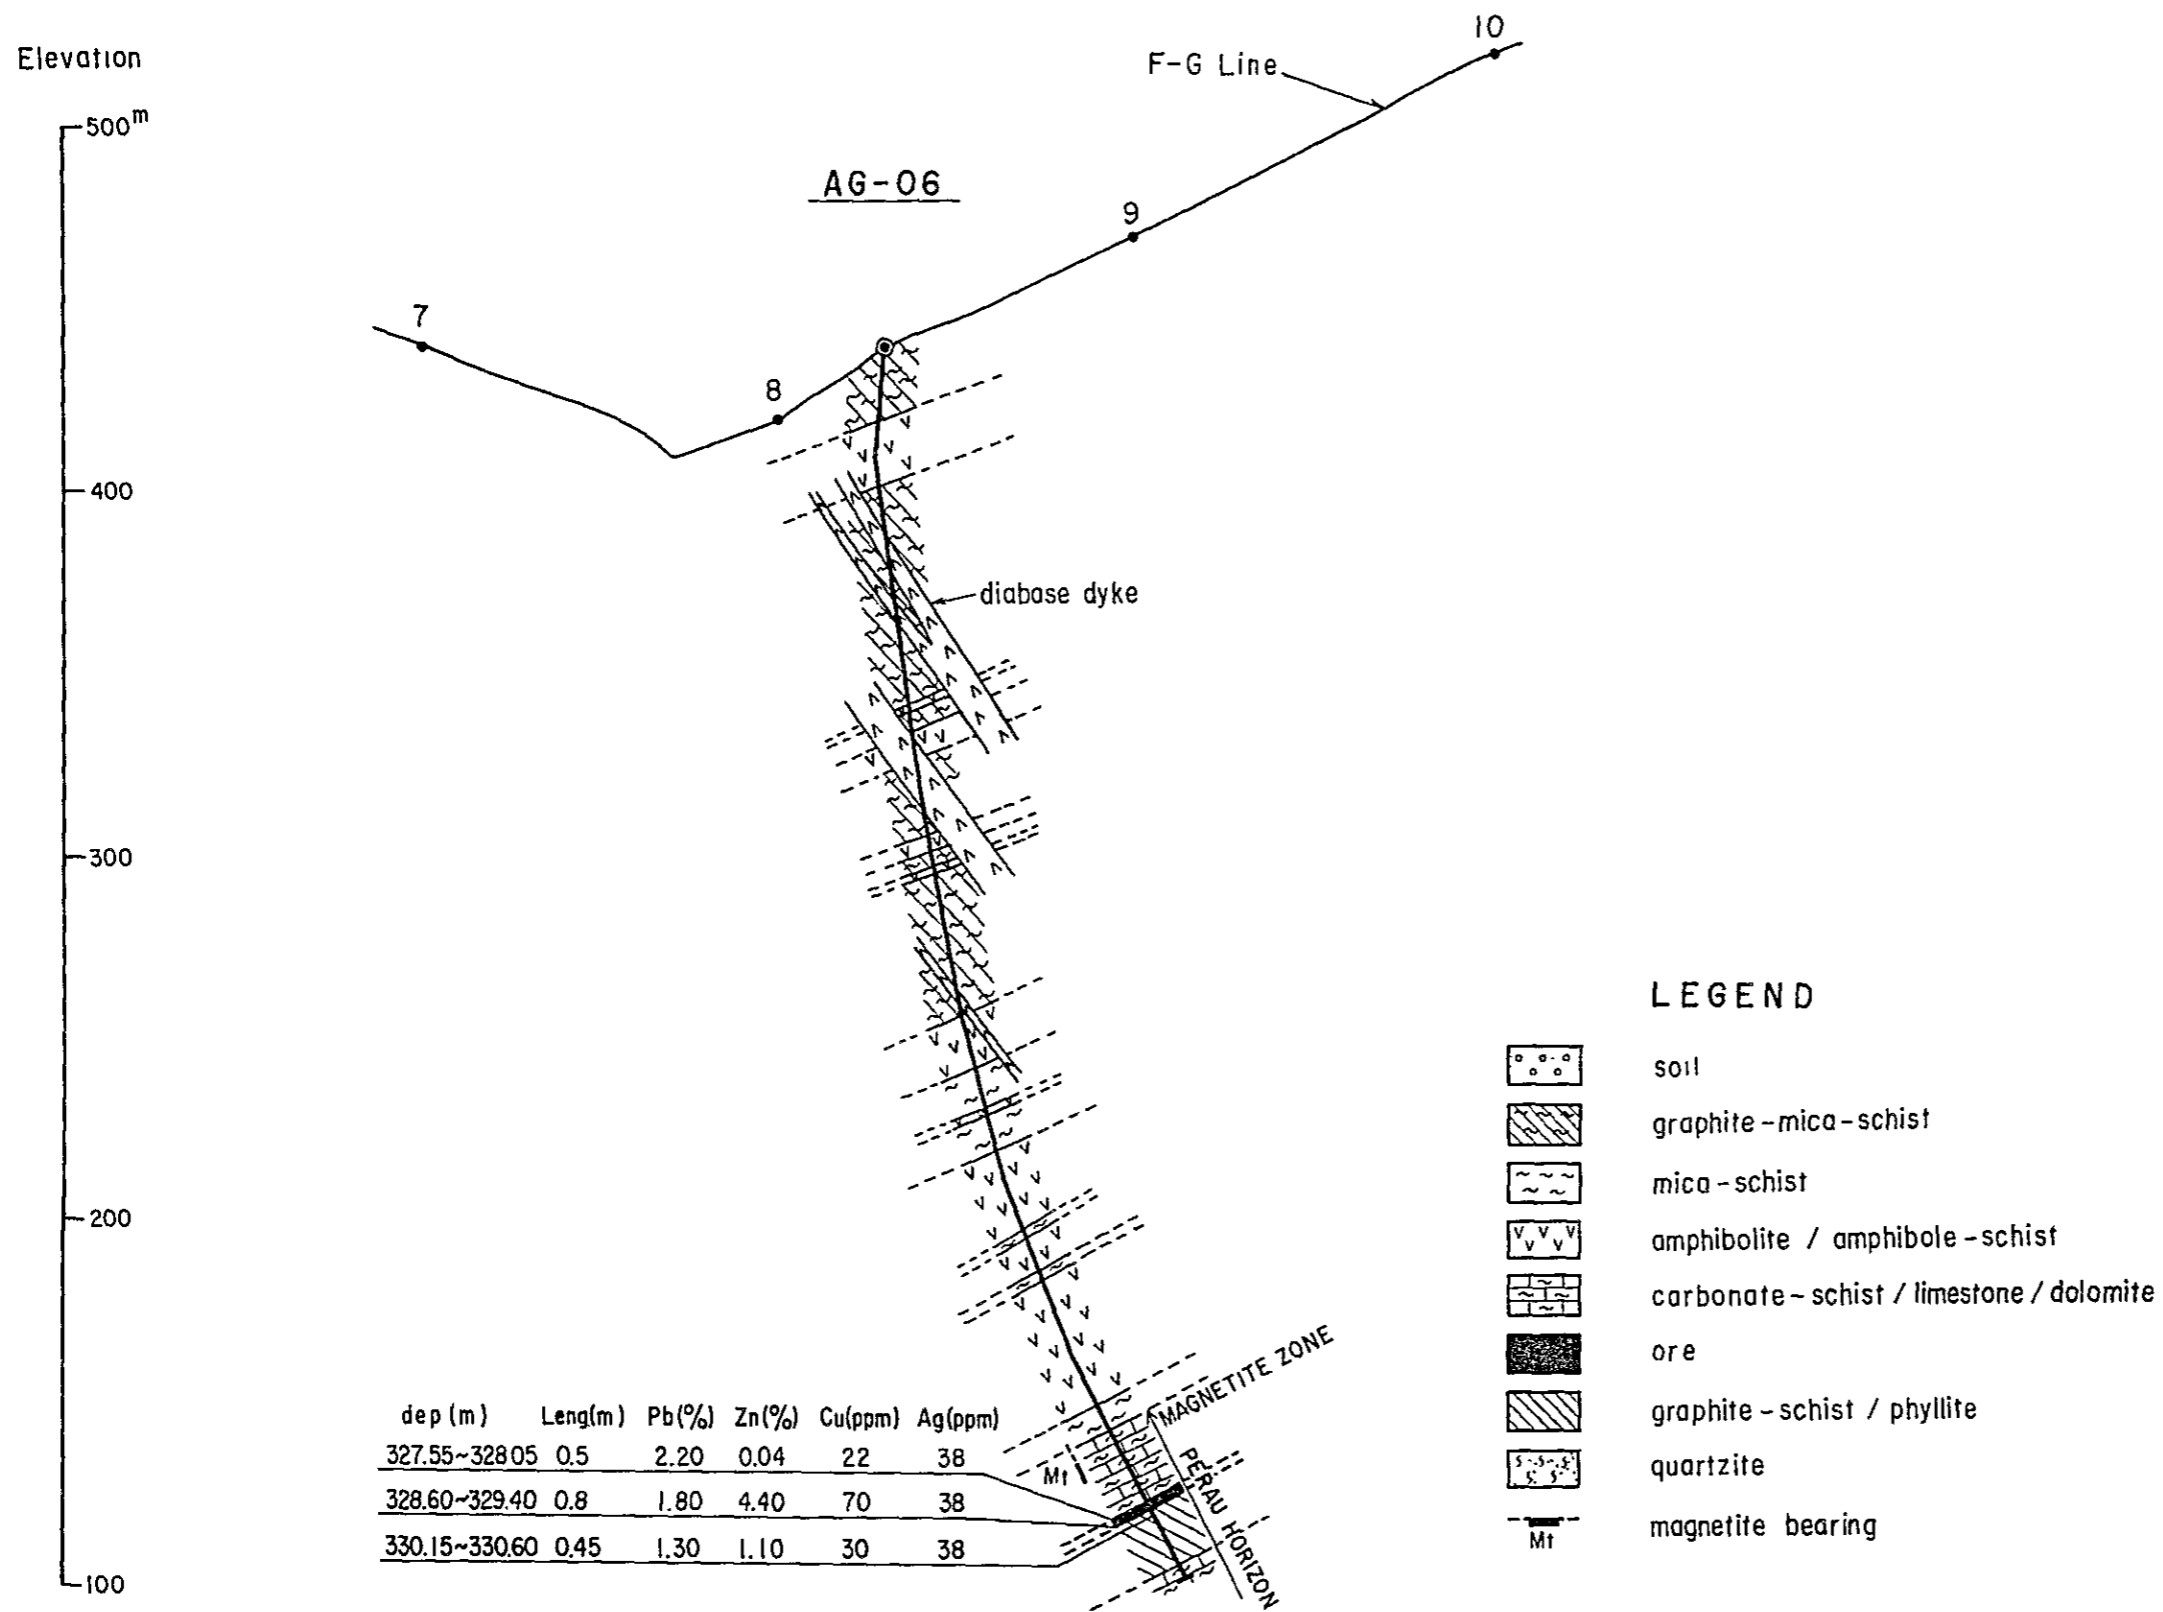 Elevation
500m
400
300
200
100
AG-06
F-G Line
7
8
9
10
diabase dyke
MAGNETITE ZONE
PERAU HORIZON
Mt
dep (m) Leng(m) Pb(%) Zn(%) Cu(ppm) Ag(ppm)
327.55~328 05 0.5 2.20 0.04 22 38
328.60~329.40 0.8 1.80 4.40 70 38
330.15~330.60 0.45 1.30 1.10 30 38
LEGEND
soil
graphite-mica-schist
mica-schist
amphibolite / amphibole-schist
carbonate-schist / limestone / dolomite
ore
graphite-schist / phyllite
quartzite
Mt
magnetite bearing